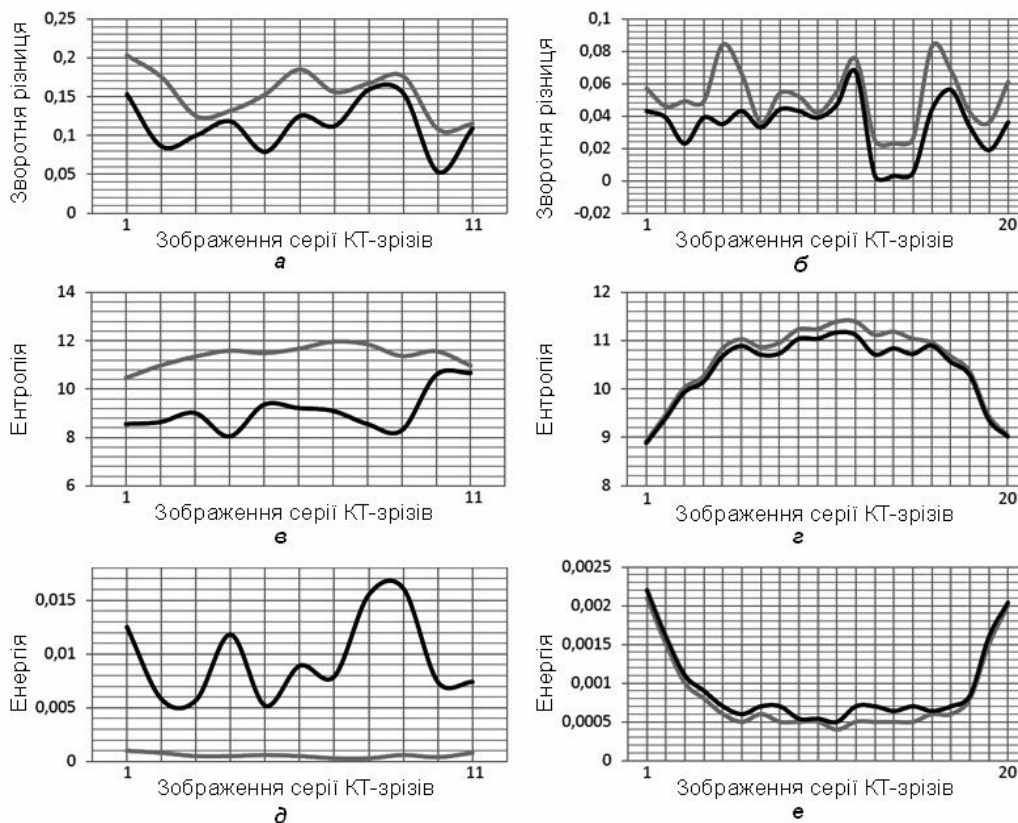 Зворотня різниця
0,25
0,2
0,15
0,1
0,05
0
1
11
Зображення серії КТ-зрізів
а
Зворотня різниця
0,1
0,08
0,06
0,04
0,02
0
-0,02
1
20
Зображення серії КТ-зрізів
б
Ентропія
14
12
10
8
6
1
11
Зображення серії КТ-зрізів
в
Ентропія
12
11
10
9
8
1
20
Зображення серії КТ-зрізів
г
Енергія
0,015
0,01
0,005
0
1
11
Зображення серії КТ-зрізів
д
Енергія
0,0025
0,002
0,0015
0,001
0,0005
0
1
20
Зображення серії КТ-зрізів
е